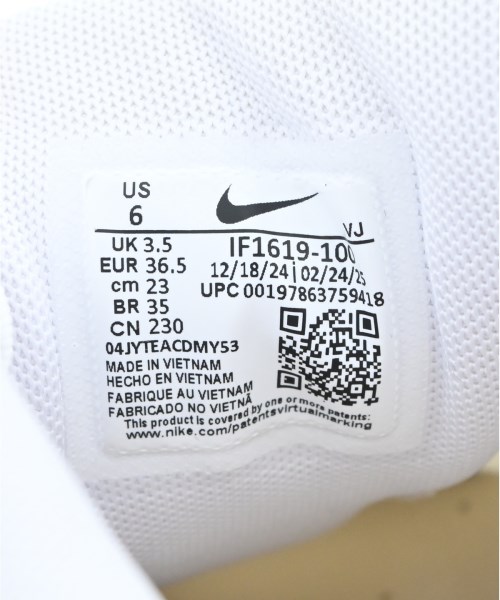 US
6
VJ
UK 3.5
EUR 36.5
cm 23
BR 35
CN 230
IF1619-100
12/18/24 | 02/24/25
UPC 00197863759418
04JYTEACDMY53
MADE IN VIETNAM
HECHO EN VIETNAM
FABRIQUE AU VIETNAM
FABRICADO NO VIETNÃ
This product is covered by one or more patents:
www.nike.com/patentsvirtualmarking